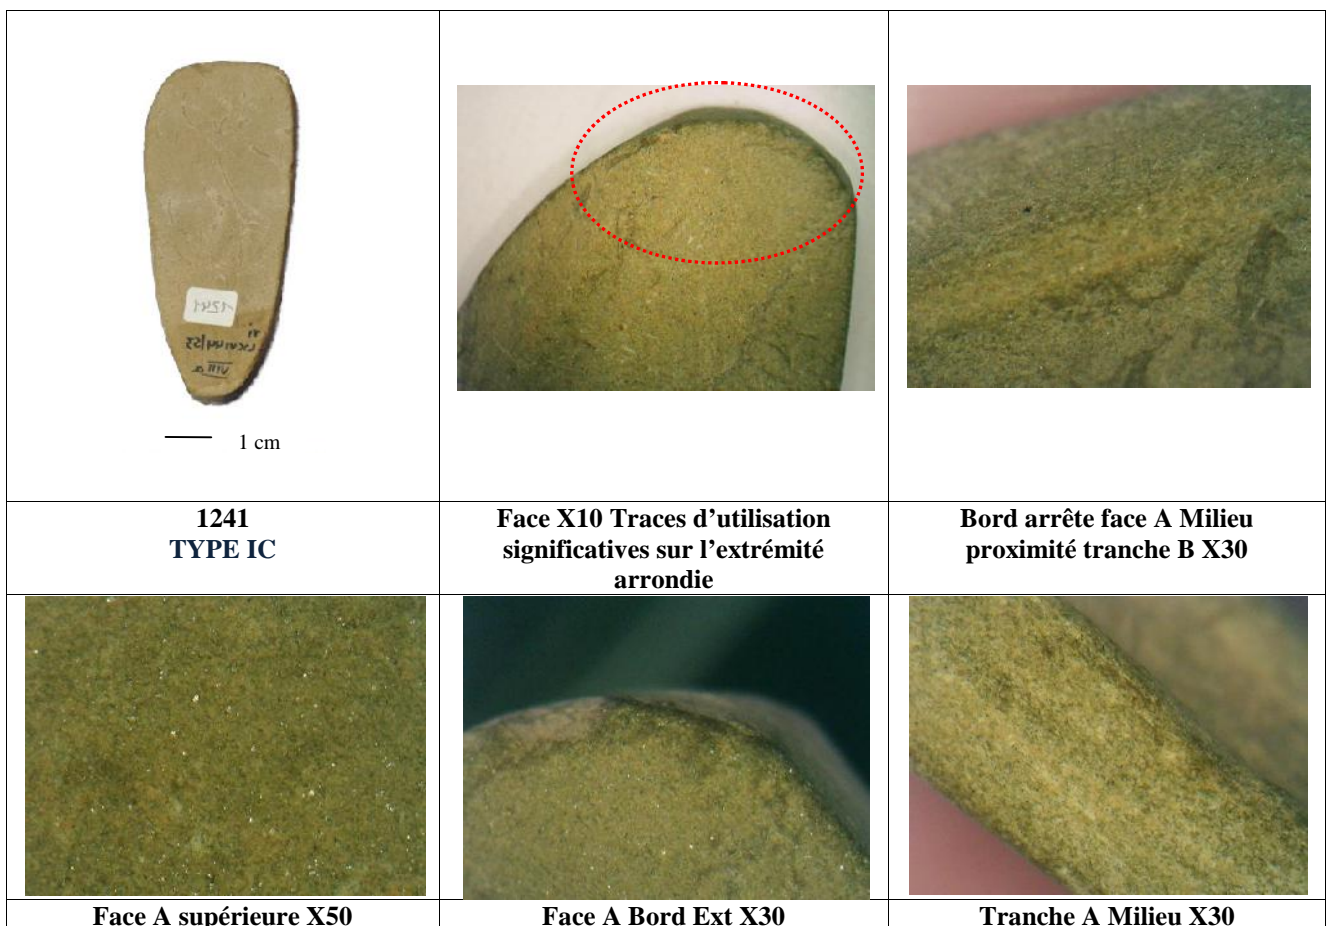 1 cm
1241
TYPE IC
Face X10 Traces d’utilisation
significatives sur l’extrémité
arrondie
Bord arrête face A Milieu
proximité tranche B X30
Face A supérieure X50
Face A Bord Ext X30
Tranche A Milieu X30